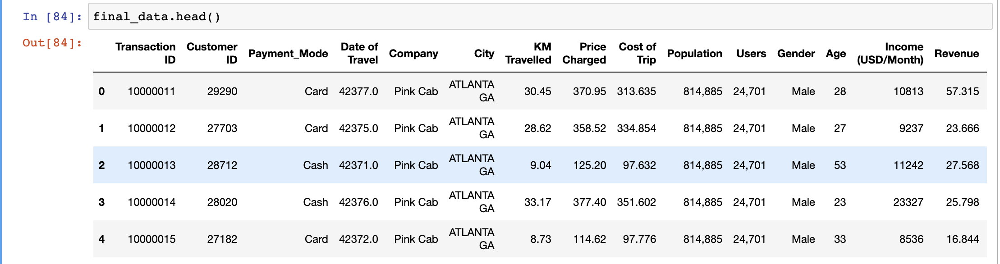 In [84]: final_data.head()
Out[84]:
Transaction ID Customer ID Payment_Mode Date of Travel Company City KM Travelled Price Charged Cost of Trip Population Users Gender Age Income (USD/Month) Revenue
0 10000011 29290 Card 42377.0 Pink Cab ATLANTA GA 30.45 370.95 313.635 814,885 24,701 Male 28 10813 57.315
1 10000012 27703 Card 42375.0 Pink Cab ATLANTA GA 28.62 358.52 334.854 814,885 24,701 Male 27 9237 23.666
2 10000013 28712 Cash 42371.0 Pink Cab ATLANTA GA 9.04 125.20 97.632 814,885 24,701 Male 53 11242 27.568
3 10000014 28020 Cash 42376.0 Pink Cab ATLANTA GA 33.17 377.40 351.602 814,885 24,701 Male 23 23327 25.798
4 10000015 27182 Card 42372.0 Pink Cab ATLANTA GA 8.73 114.62 97.776 814,885 24,701 Male 33 8536 16.844